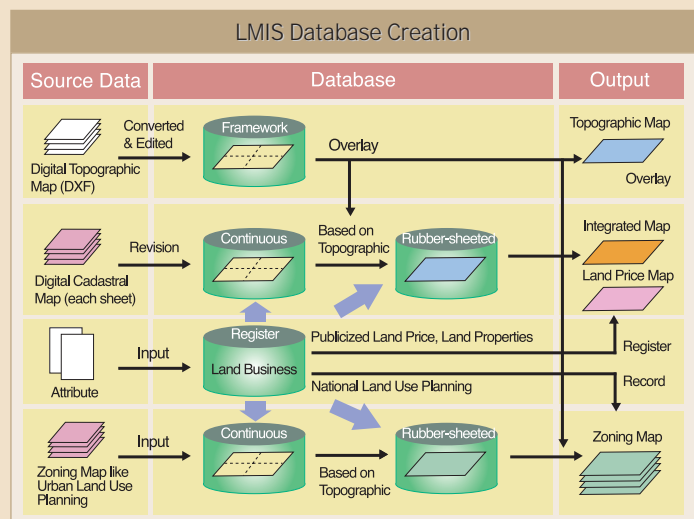 LMIS Database Creation
Source Data
Database
Output
Digital Topographic
Map (DXF)
Converted
& Edited
Framework
Overlay
Topographic Map
Overlay
Digital Cadastral
Map (each sheet)
Revision
Continuous
Based on
Topographic
Rubber-sheeted
Integrated Map
Land Price Map
Attribute
Input
Register
Land Business
Publicized Land Price, Land Properties
National Land Use Planning
Register
Record
Zoning Map like
Urban Land Use
Planning
Input
Continuous
Based on
Topographic
Rubber-sheeted
Zoning Map